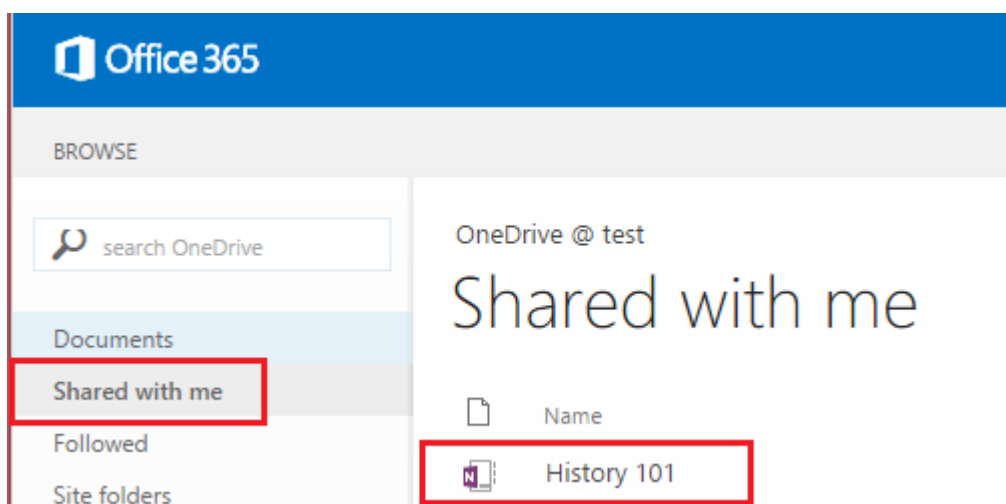 Office 365
BROWSE
search OneDrive
Documents
Shared with me
Followed
Site folders
OneDrive @ test
Shared with me
Name
History 101